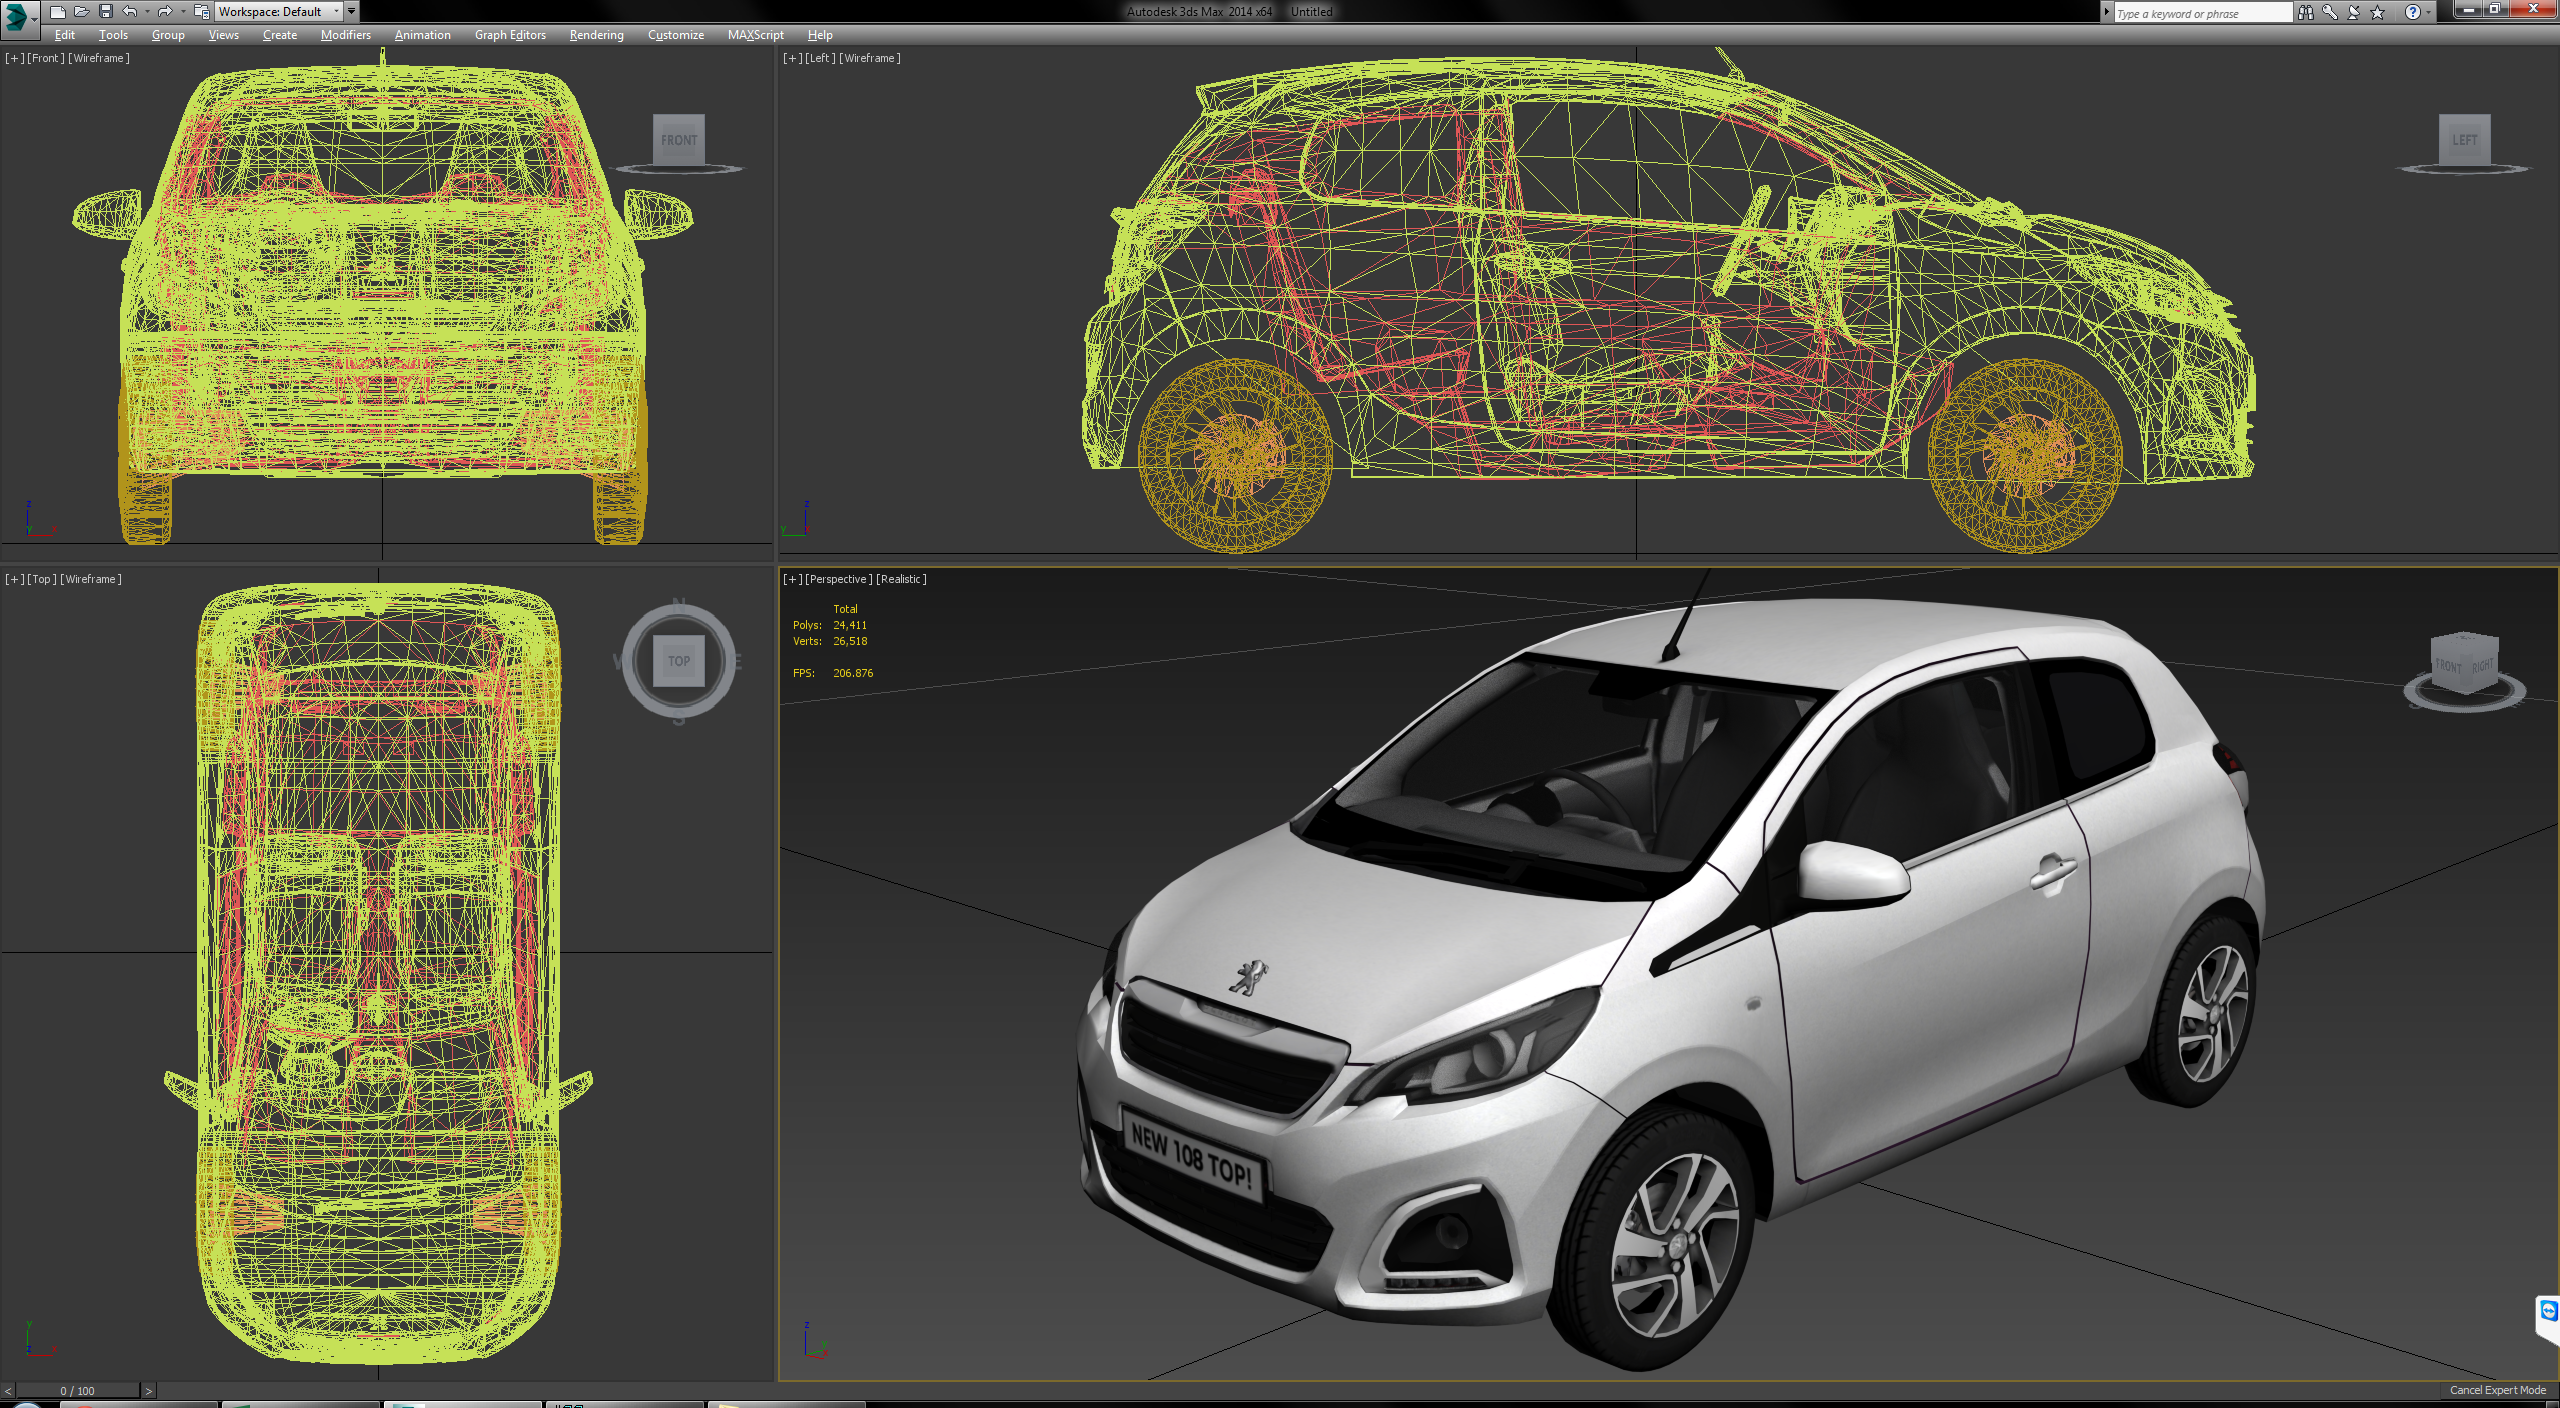 Workspace: Default
Autodesk 3ds Max 2014 x64 Untitled
Type a keyword or phrase
Edit Tools Group Views Create Modifiers Animation Graph Editors Rendering Customize MAXScript Help
[+] [Front] [Wireframe]
FRONT
[+] [Left] [Wireframe]
LEFT
z
y
x
z
y
[+] [Top] [Wireframe]
N
W
TOP
E
S
[+] [Perspective] [Realistic]
Total
Polys: 24,411
Verts: 26,518
FPS: 206.876
FRONT RIGHT
NEW 108 TOP!
y
z
x
z
y
x
< 0 / 100 >
Cancel Expert Mode